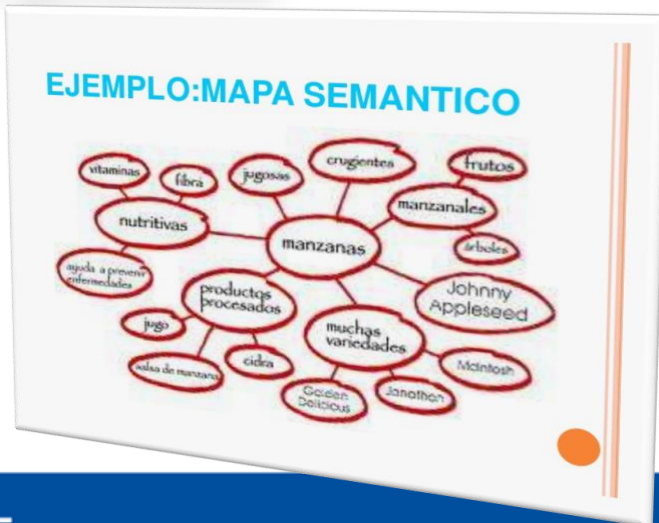 EJEMPLO:MAPA SEMANTICO
vitaminas
fibra
jugosas
crugientes
frutos
nutritivas
manzanales
manzanas
árboles
ayuda a prevenir
enfermedades
productos
procesados
Johnny
Appleseed
jugo
muchas
variedades
salsa de manzana
cidra
McIntosh
Golden
Delicious
Jonathan